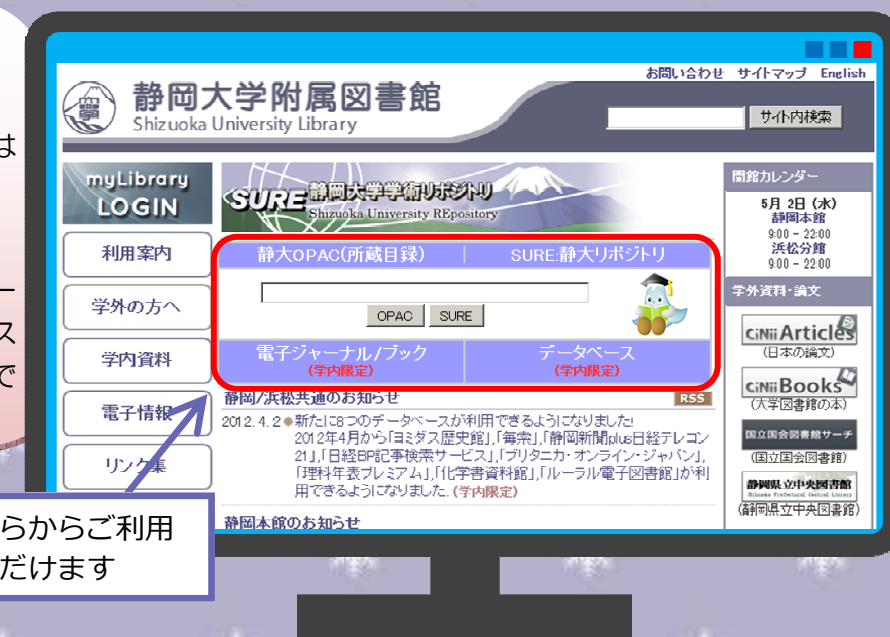 は
ー
ス
で
お問い合わせ サイトマップ English
静岡大学附属図書館
Shizuoka University Library
サイト内検索
myLibrary
LOGIN
利用案内
学外の方へ
学内資料
電子情報
リンク集
SURE 静岡大学学術リポジトリ
Shizuoka University REpository
静大OPAC(所蔵目録) SURE:静大リポジトリ
OPAC SURE
電子ジャーナル/ブック データベース
(学内限定) (学内限定)
静岡/浜松共通のお知らせ RSS
2012. 4. 2 新たに8つのデータベースが利用できるようになりました!
2012年4月から「ヨミダス歴史館」,「毎索」,「静岡新聞plus日経テレコン
21」,「日経BP記事検索サービス」,「ブリタニカ・オンライン・ジャパン」,
「理科年表プレミアム」,「化学書資料館」,「ルーラル電子図書館」が利
用できるようになりました. (学内限定)
静岡本館のお知らせ
開館カレンダー
5月 2日 (水)
静岡本館
9:00 - 22:00
浜松分館
9:00 - 22:00
学外資料・論文
CiNii Articles
(日本の論文)
CiNii Books
(大学図書館の本)
国立国会図書館サーチ
(国立国会図書館)
静岡県立中央図書館
Shizuoka Prefectural Central Library
(静岡県立中央図書館)
らからご利用
だけます